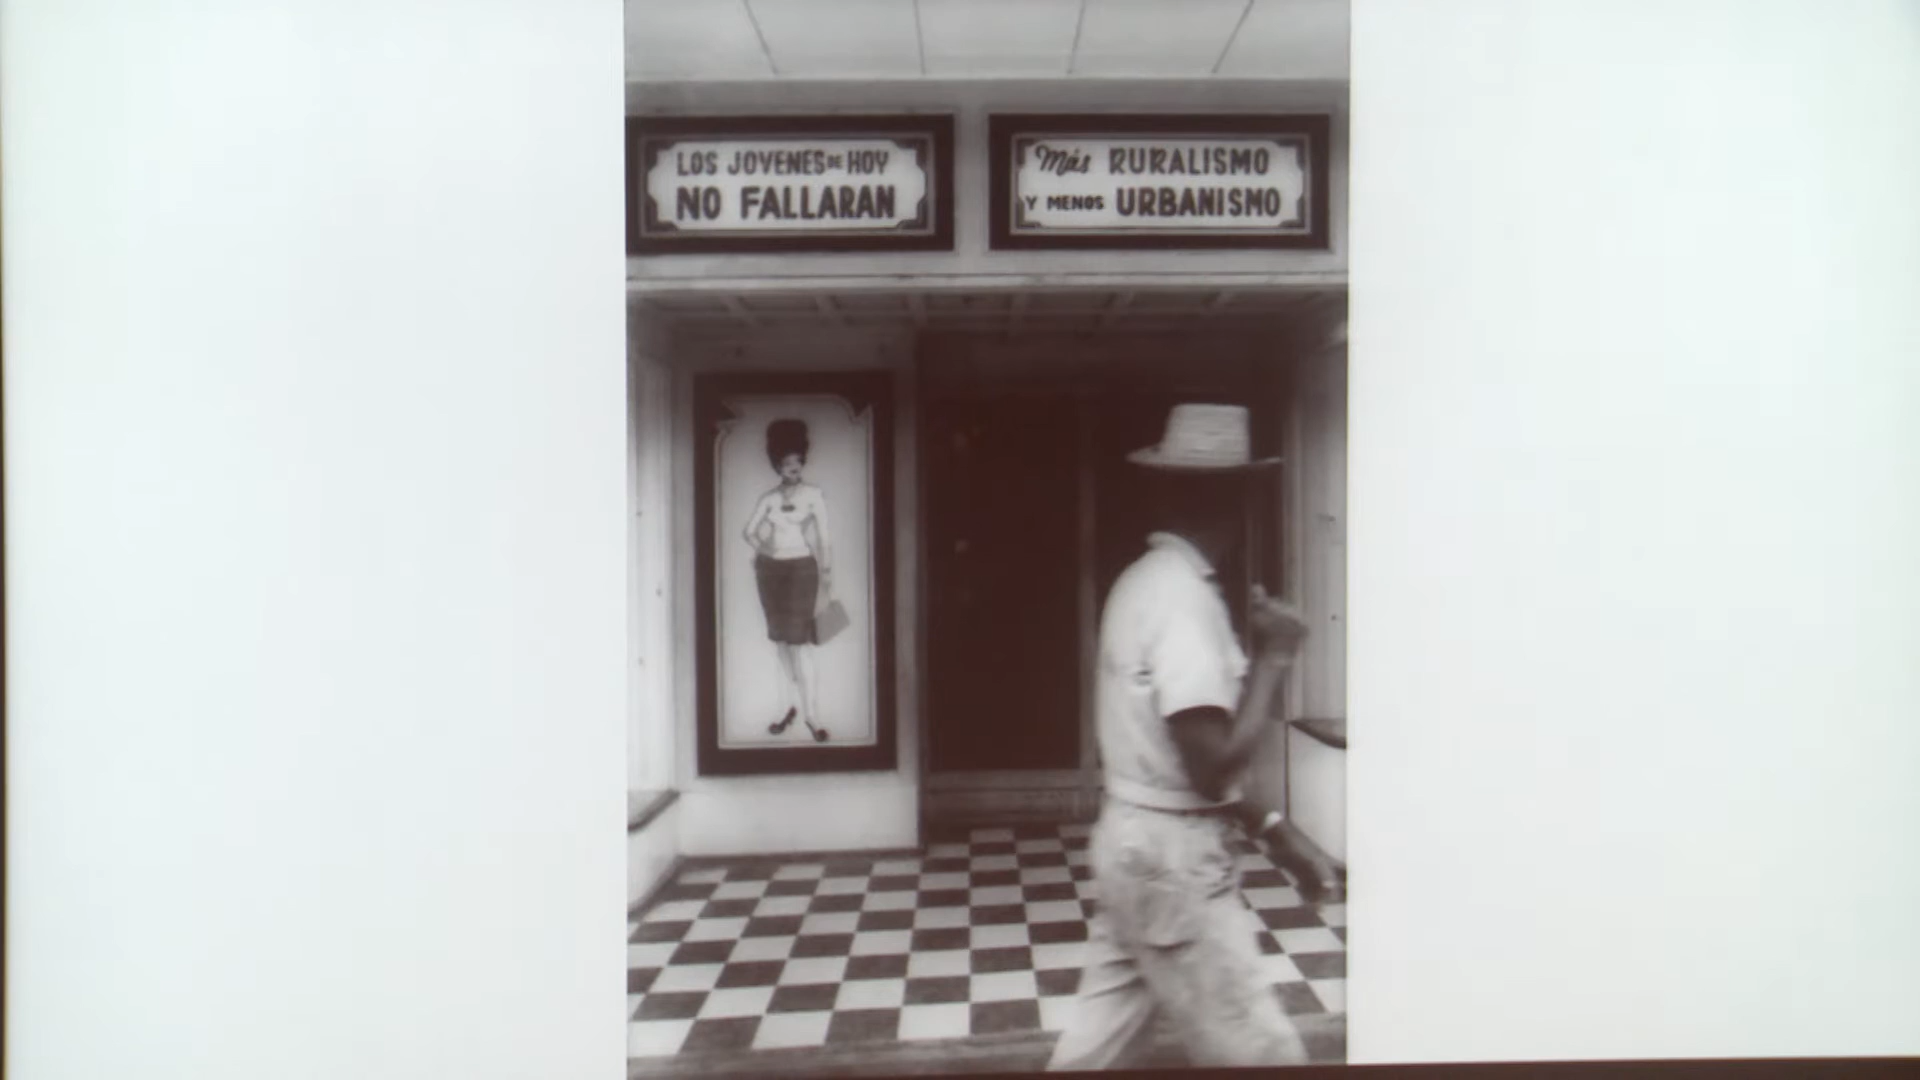 LOS JOVENES DE HOY
NO FALLARAN
Más RURALISMO
Y MENOS URBANISMO